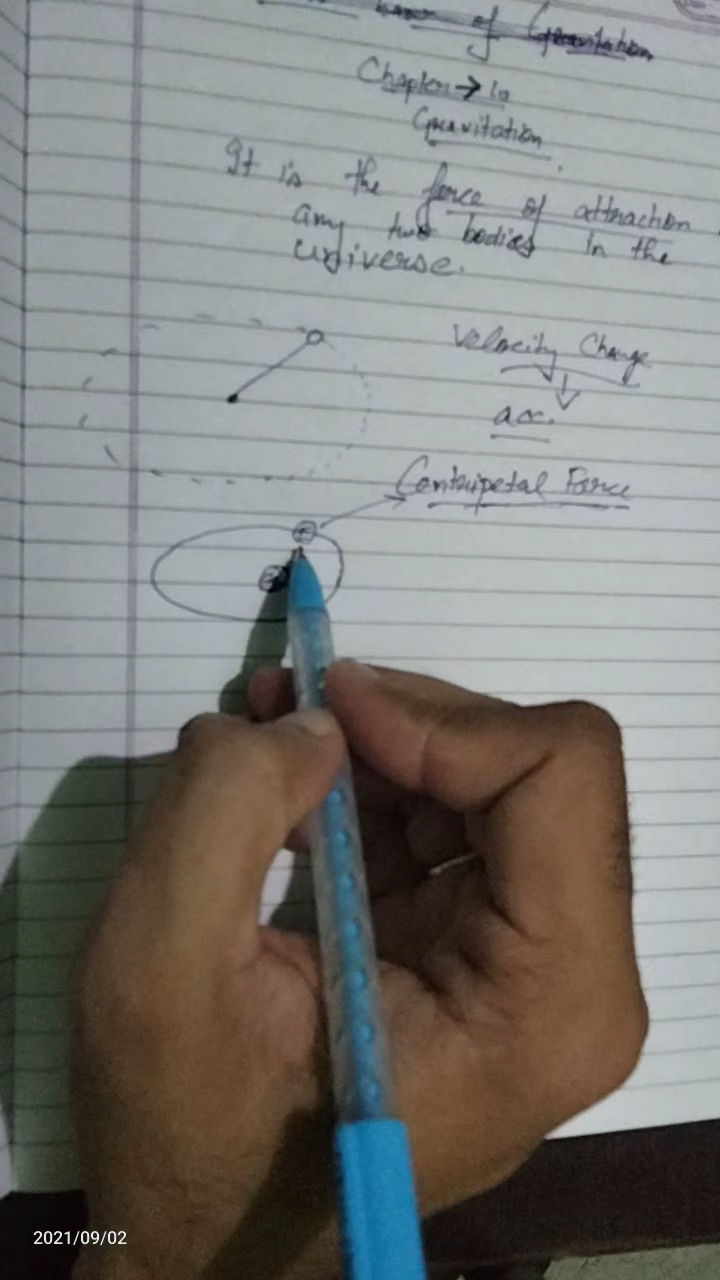 of Gravitation
Chapter → 10
Gravitation
It is the force of attraction
any two bodies in the
universe.
Velocity Change
acc.
Centripetal Force
2021/09/02